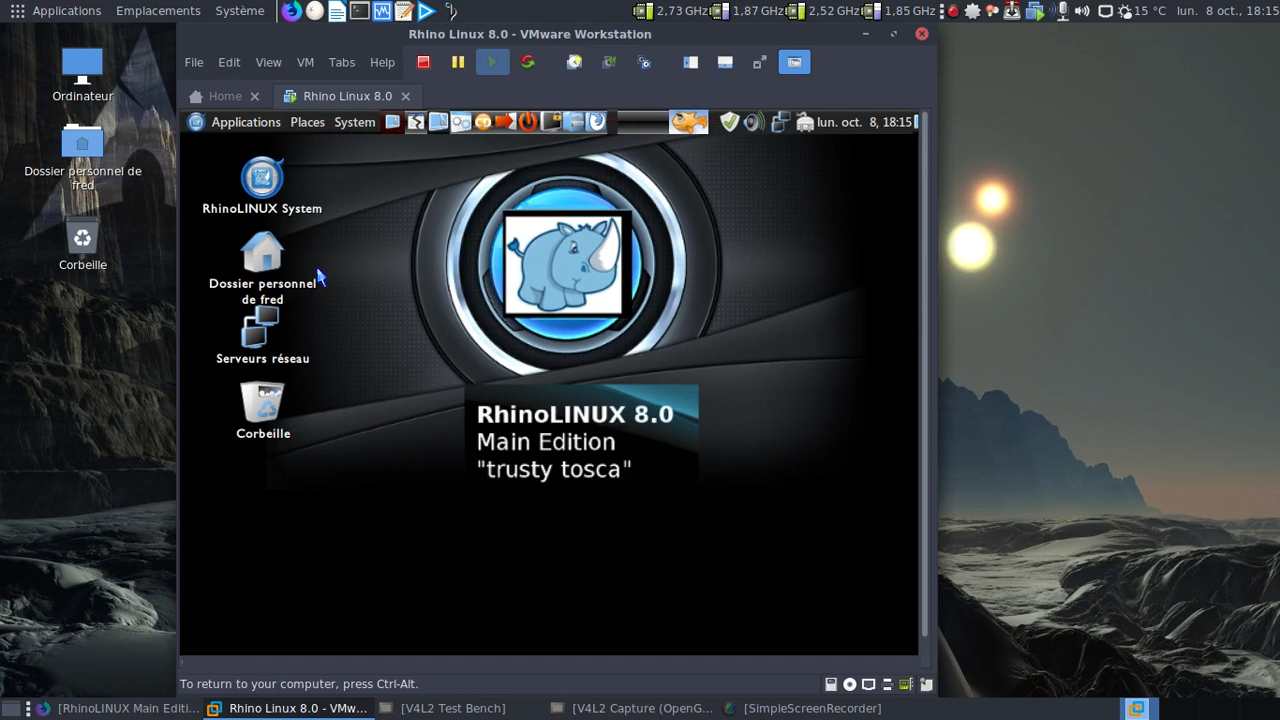 Applications Emplacements Système 2,73 GHz 1,87 GHz 2,52 GHz 1,85 GHz 15 °C lun. 8 oct., 18:15
Rhino Linux 8.0 - VMware Workstation
File Edit View VM Tabs Help
Home Rhino Linux 8.0
Applications Places System lun. oct. 8, 18:15
Ordinateur
Dossier personnel de
fred
Corbeille
RhinoLINUX System
Dossier personnel
de fred
Serveurs réseau
Corbeille
RhinoLINUX 8.0
Main Edition
"trusty tosca"
To return to your computer, press Ctrl-Alt.
[RhinoLINUX Main Editi... Rhino Linux 8.0 - VMw... [V4L2 Test Bench] [V4L2 Capture (OpenG... [SimpleScreenRecorder]